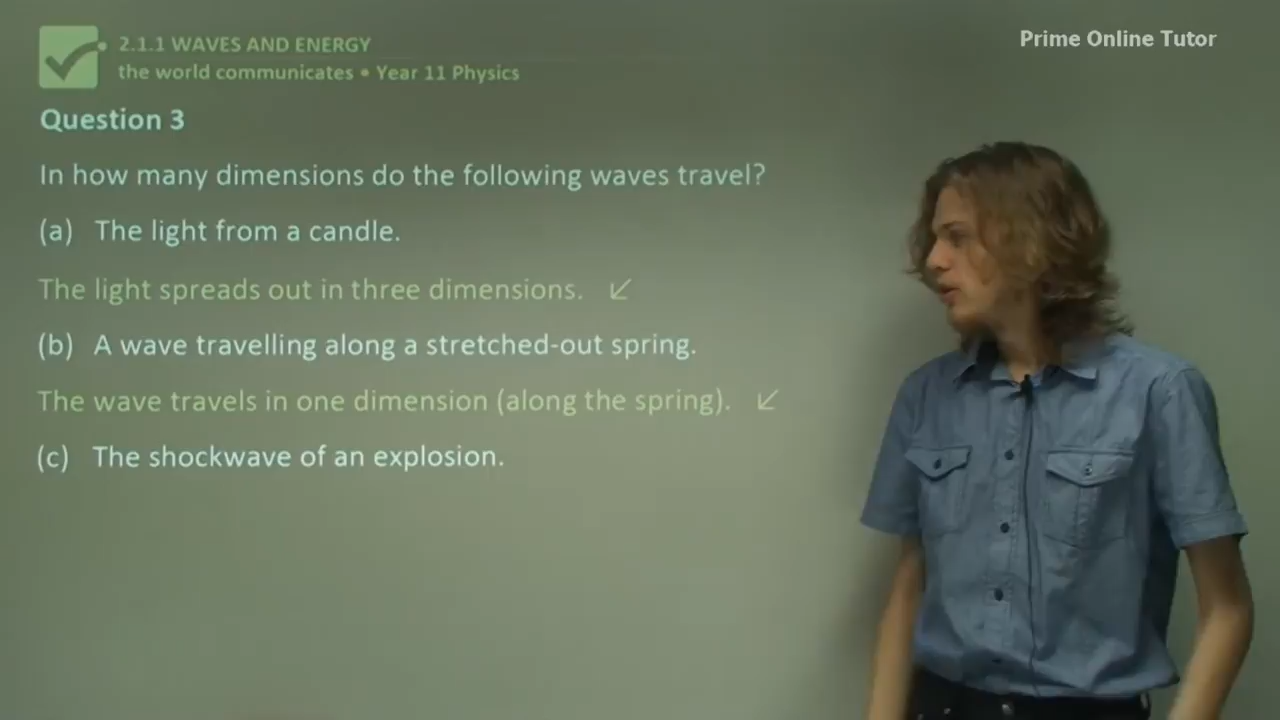 2.1.1 WAVES AND ENERGY
the world communicates • Year 11 Physics
Prime Online Tutor
Question 3
In how many dimensions do the following waves travel?
(a) The light from a candle.
The light spreads out in three dimensions. ↙
(b) A wave travelling along a stretched-out spring.
The wave travels in one dimension (along the spring). ↙
(c) The shockwave of an explosion.